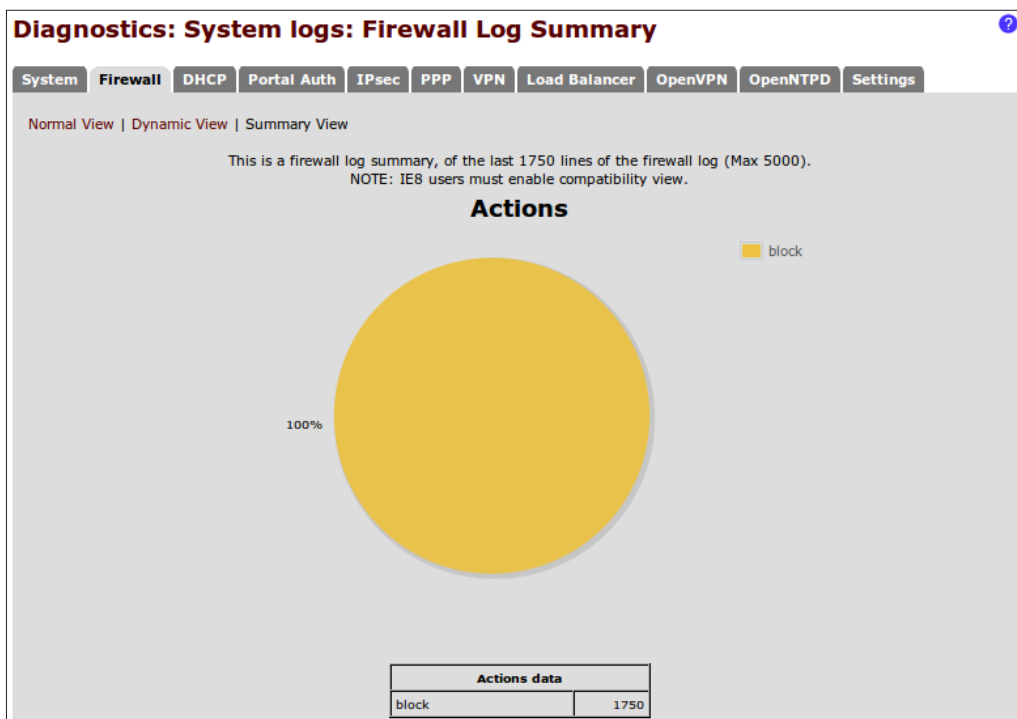 Diagnostics: System logs: Firewall Log Summary
?
System Firewall DHCP Portal Auth IPsec PPP VPN Load Balancer OpenVPN OpenNTPD Settings
Normal View | Dynamic View | Summary View
This is a firewall log summary, of the last 1750 lines of the firewall log (Max 5000).
NOTE: IE8 users must enable compatibility view.
Actions
block
100%
Actions data
block 1750